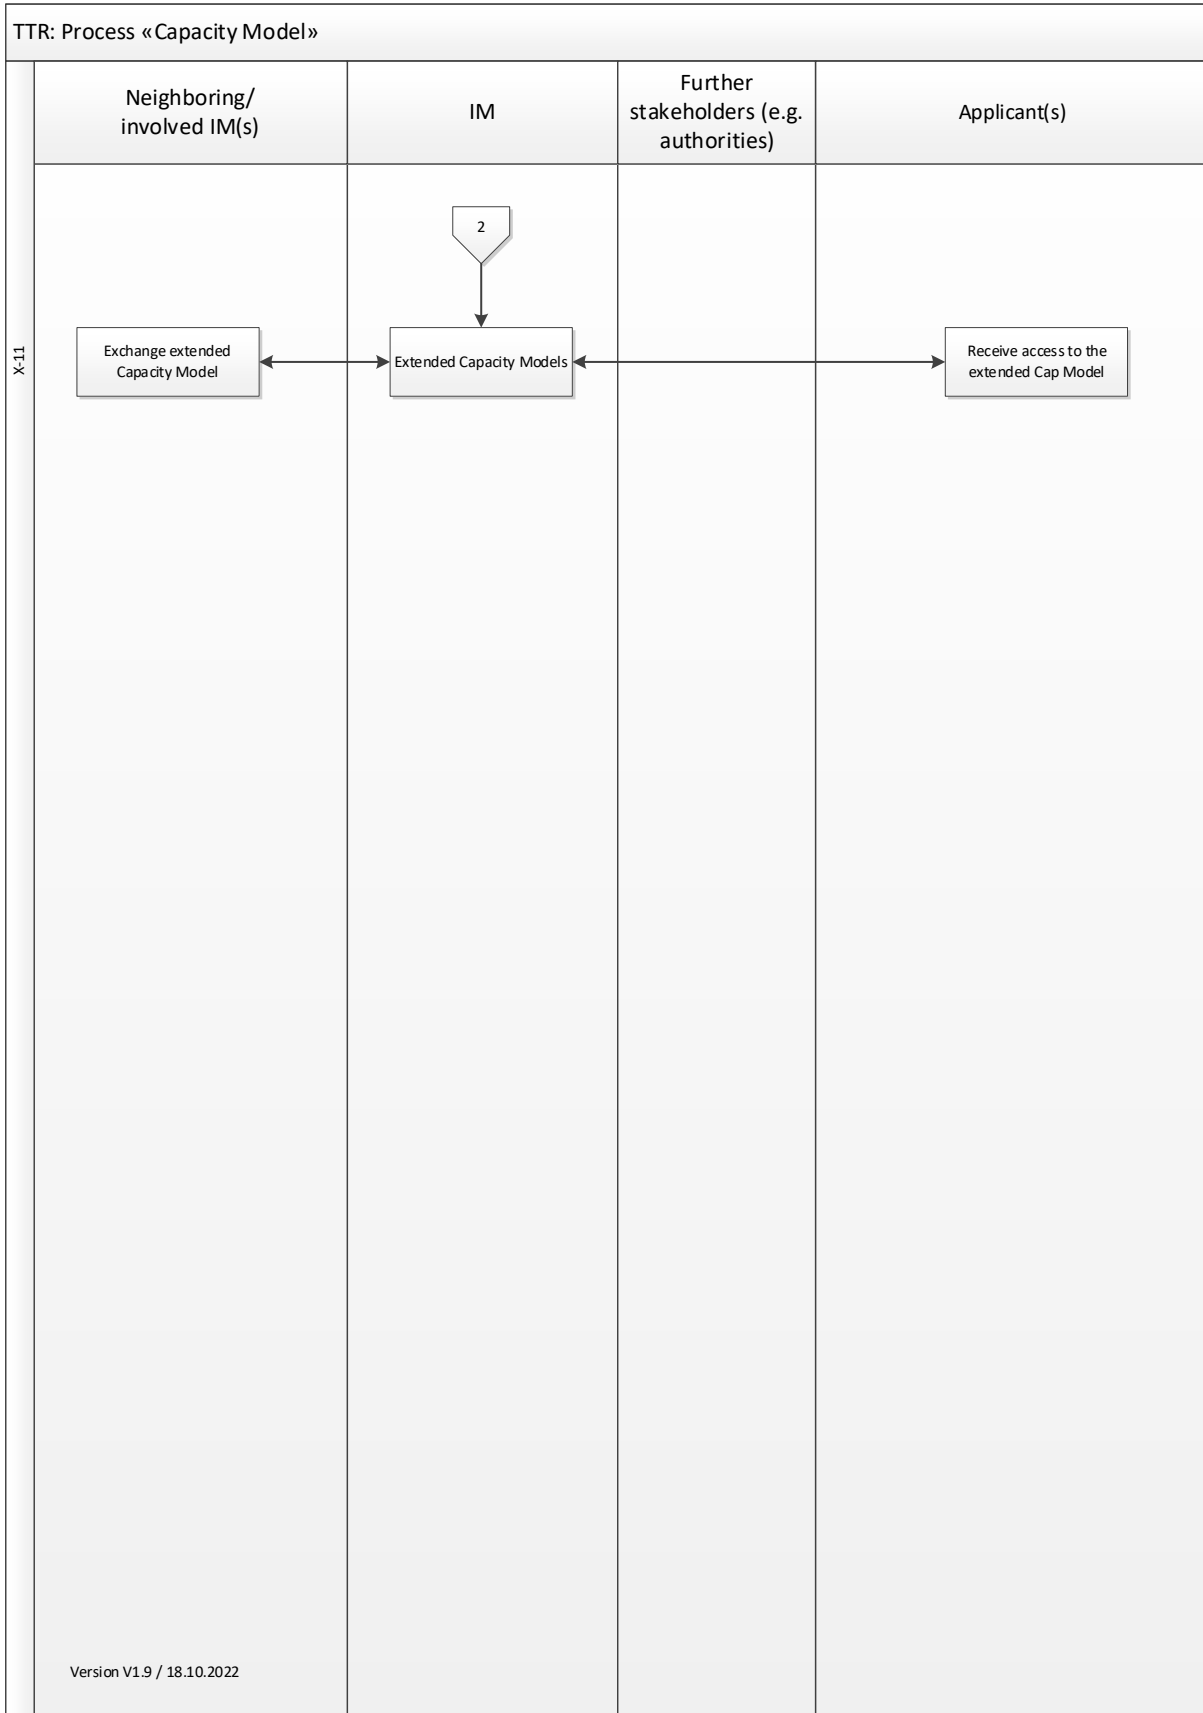 TTR: Process «Capacity Model»
Neighboring/
involved IM(s)
IM
Further
stakeholders (e.g.
authorities)
Applicant(s)
X-11
2
Exchange extended
Capacity Model
Extended Capacity Models
Receive access to the
extended Cap Model
Version V1.9 / 18.10.2022